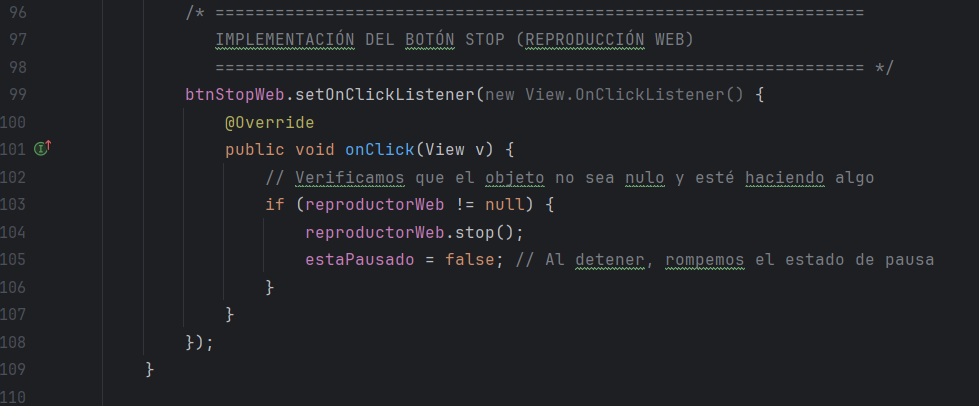 96 /* =================================================================
97 IMPLEMENTACIÓN DEL BOTÓN STOP (REPRODUCCIÓN WEB)
98 ================================================================= */
99 btnStopWeb.setOnClickListener(new View.OnClickListener() {
100 @Override
101 public void onClick(View v) {
102 // Verificamos que el objeto no sea nulo y esté haciendo algo
103 if (reproductorWeb != null) {
104 reproductorWeb.stop();
105 estaPausado = false; // Al detener, rompemos el estado de pausa
106 }
107 }
108 });
109 }
110